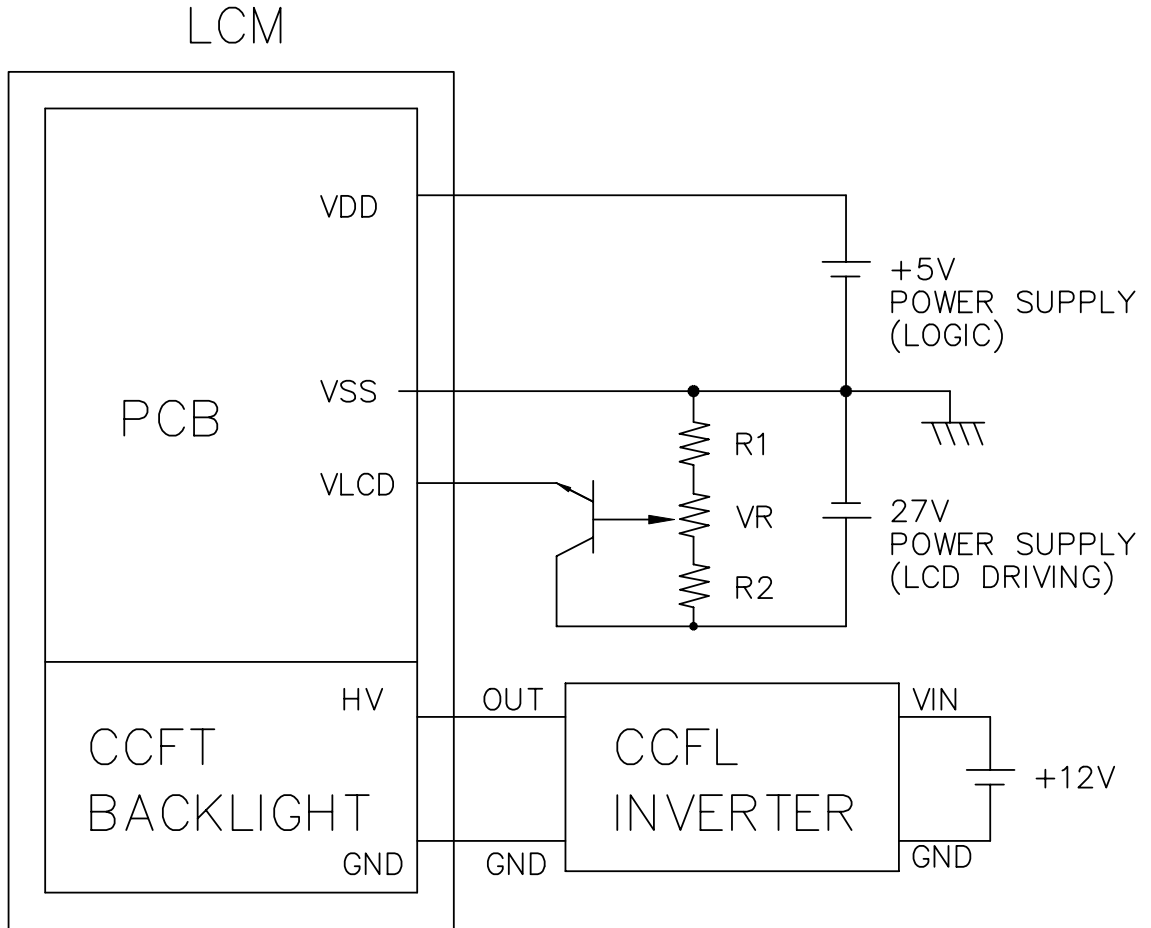 LCM
VDD
+5V
POWER SUPPLY
(LOGIC)
VSS
PCB
R1
VLCD
VR
27V
POWER SUPPLY
(LCD DRIVING)
R2
HV
OUT
VIN
CCFT
BACKLIGHT
CCFL
INVERTER
+12V
GND
GND
GND